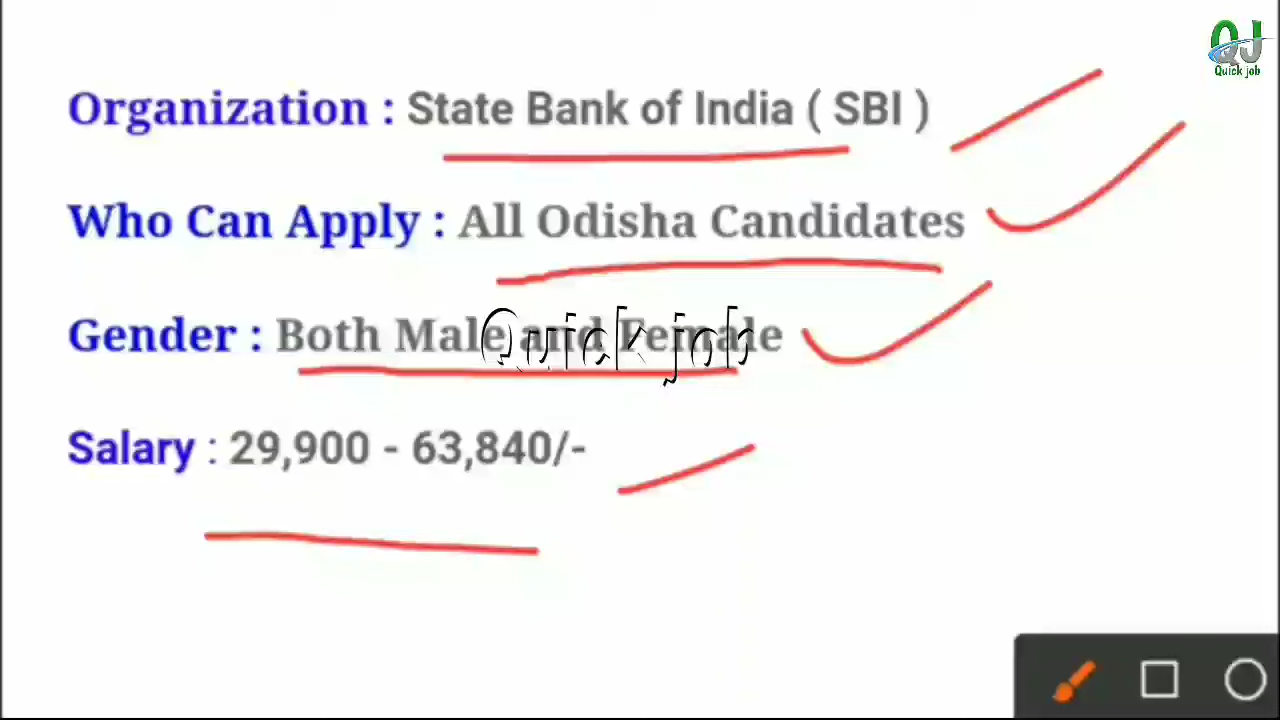 QJ
Quick job
Organization : State Bank of India ( SBI )
Who Can Apply : All Odisha Candidates
Gender : Both Male and Female
Quick job
Salary : 29,900 - 63,840/-